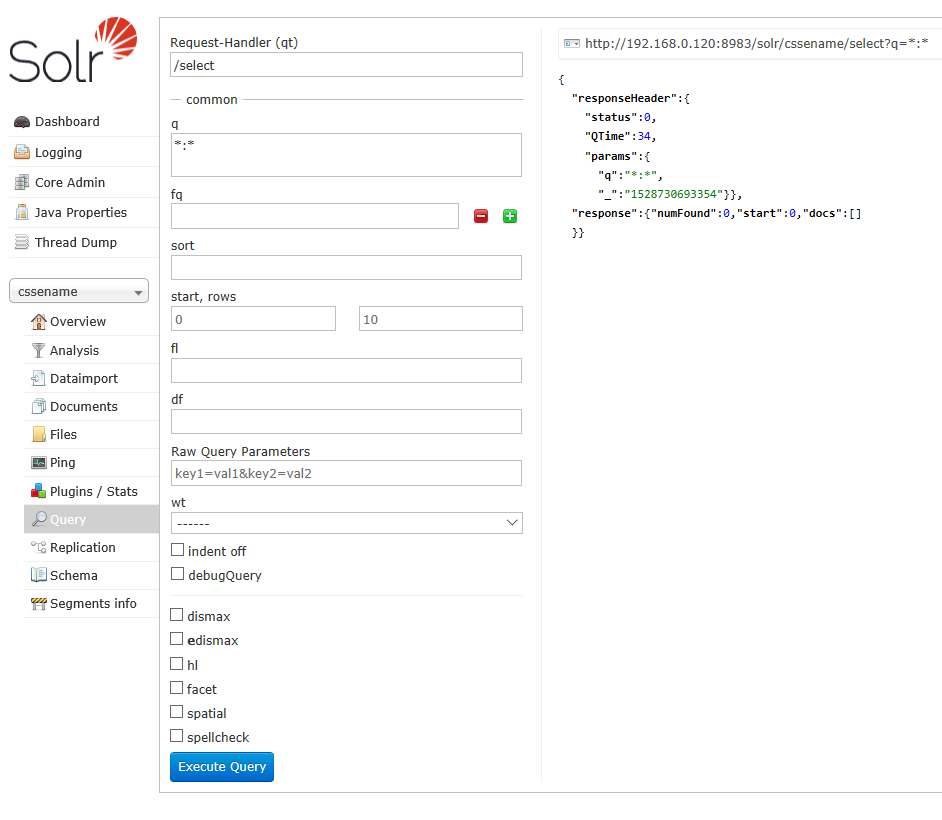 Solr
Dashboard
Logging
Core Admin
Java Properties
Thread Dump
cssename
Overview
Analysis
Dataimport
Documents
Files
Ping
Plugins / Stats
Query
Replication
Schema
Segments info
Request-Handler (qt)
/select
common
q
*:*
fq
sort
start, rows
0
10
fl
df
Raw Query Parameters
key1=val1&key2=val2
wt
------
indent off
debugQuery
dismax
edismax
hl
facet
spatial
spellcheck
Execute Query
http://192.168.0.120:8983/solr/cssename/select?q=*:*
{
"responseHeader":{
"status":0,
"QTime":34,
"params":{
"q":"*:*",
"_":"1528730693354"}},
"response":{"numFound":0,"start":0,"docs":[]
}}